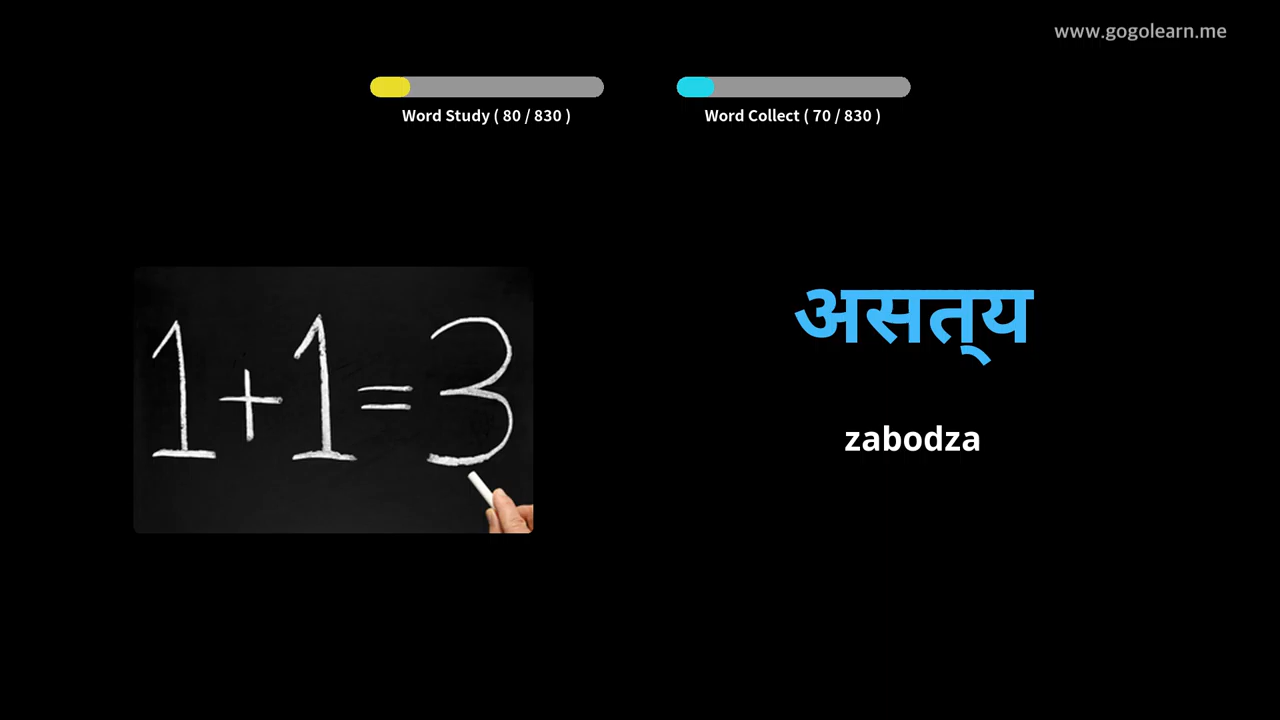 www.gogolearn.me
Word Study ( 80 / 830 )
Word Collect ( 70 / 830 )
1+1=3
असत्य
zabodza